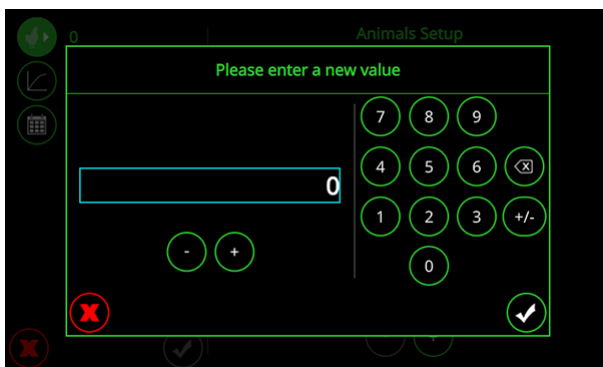 0
Animals Setup
Please enter a new value
7 8 9
4 5 6
0
1 2 3 +/-
- +
0